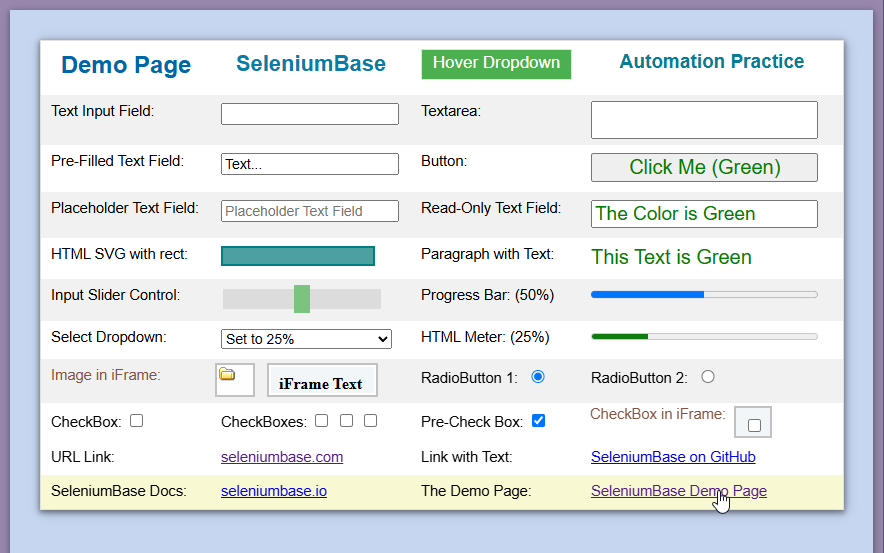 Demo Page SeleniumBase Hover Dropdown Automation Practice
Text Input Field: Textarea:
Pre-Filled Text Field: Text... Button: Click Me (Green)
Placeholder Text Field: Placeholder Text Field Read-Only Text Field: The Color is Green
HTML SVG with rect: Paragraph with Text: This Text is Green
Input Slider Control: Progress Bar: (50%)
Select Dropdown: Set to 25% HTML Meter: (25%)
Image in iFrame: iFrame Text RadioButton 1: RadioButton 2:
CheckBox: CheckBoxes: Pre-Check Box: CheckBox in iFrame:
URL Link: seleniumbase.com Link with Text: SeleniumBase on GitHub
SeleniumBase Docs: seleniumbase.io The Demo Page: SeleniumBase Demo Page